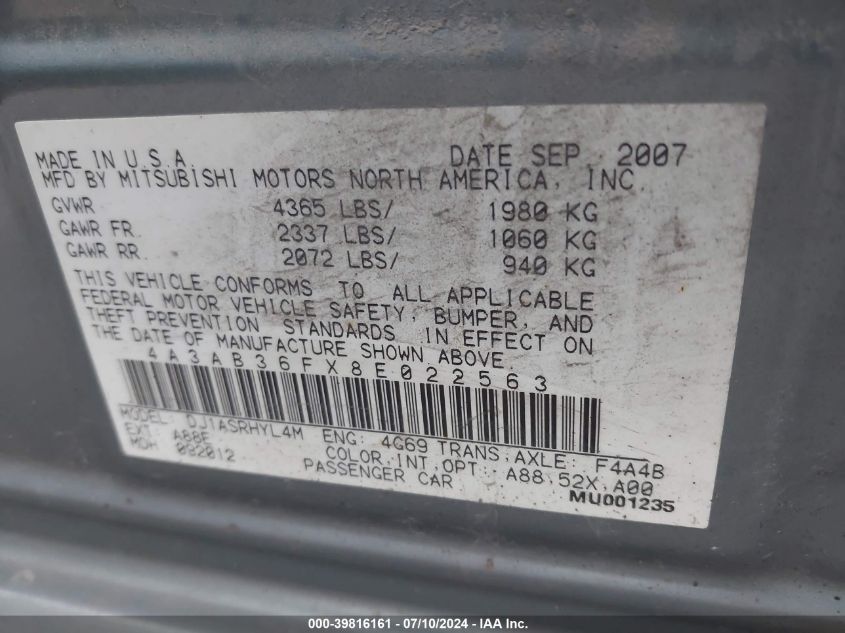 MADE IN U.S.A. DATE SEP. 2007
MFD BY MITSUBISHI MOTORS NORTH AMERICA, INC.
GVWR 4365 LBS/ 1980 KG
GAWR FR. 2337 LBS/ 1060 KG
GAWR RR. 2072 LBS/ 940 KG
THIS VEHICLE CONFORMS TO ALL APPLICABLE
FEDERAL MOTOR VEHICLE SAFETY, BUMPER, AND
THEFT PREVENTION STANDARDS IN EFFECT ON
THE DATE OF MANUFACTURE SHOWN ABOVE
4A3AB36FX8E022563
MODEL DJ1ASRHYL4M ENG: 4G69 TRANS.AXLE: F4A4B
EXT: A88E COLOR.INT.OPT: A88.52X.A00
MDH 092012 PASSENGER CAR
MU001235
000-39816161 - 07/10/2024 - IAA Inc.